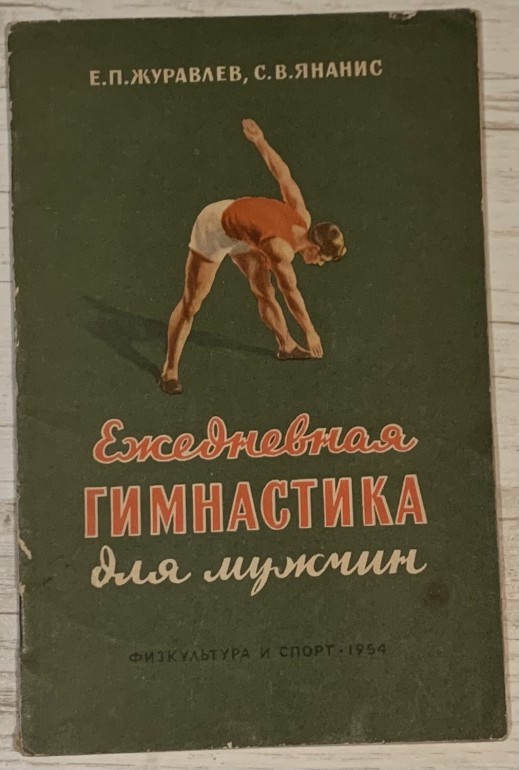 Е.П.ЖУРАВЛЕВ, С.В.ЯНАНИС
Ежедневная
ГИМНАСТИКА
для мужчин
ФИЗКУЛЬТУРА И СПОРТ · 1954